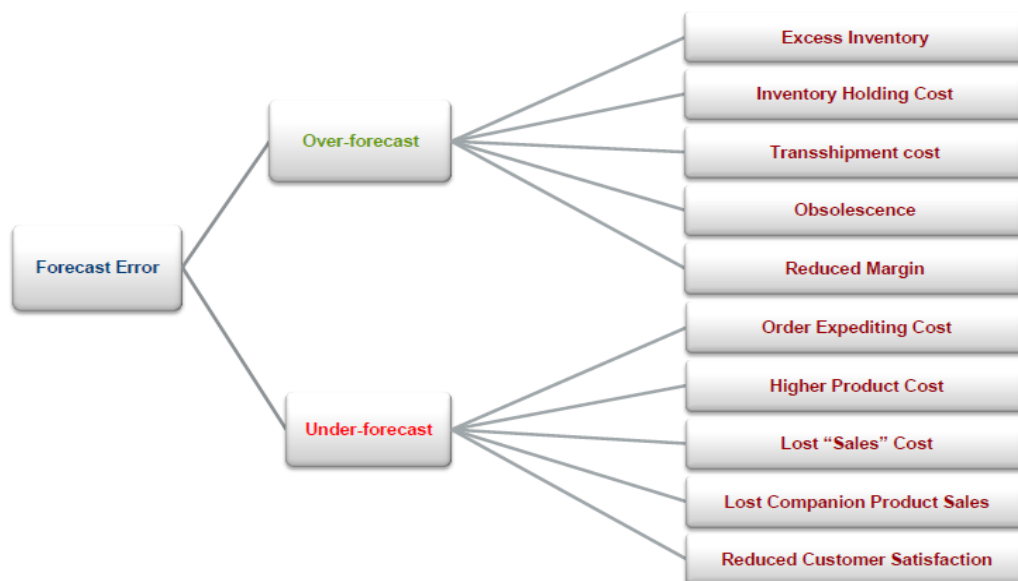 Excess Inventory
Inventory Holding Cost
Over-forecast
Transshipment cost
Obsolescence
Forecast Error
Reduced Margin
Order Expediting Cost
Higher Product Cost
Under-forecast
Lost “Sales” Cost
Lost Companion Product Sales
Reduced Customer Satisfaction